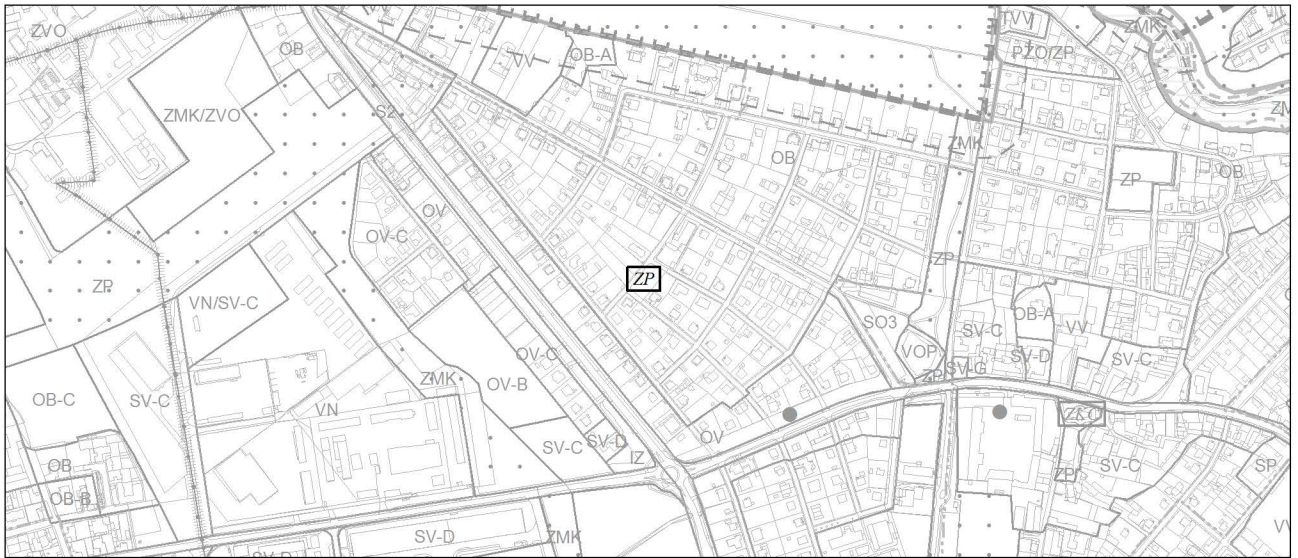 ZVO
OB
VV
OB-A
TVV
PZO/ZP
ZMK
ZMK/ZVO
S2
OB
ZMK
ZP
OB
OV-C
OV
ZP
ZP
ZP
VN/SV-C
SO3
SV-C
OB-A
VV
VOP
SV-D
SV-C
SV-G
ZP
OV-C
OV-B
ZMK
OB-C
SV-C
VN
SV-C
SV-D
IZ
OV
ZP
SV-C
SP
OB
OB-B
SV-D
ZMK
SV-D